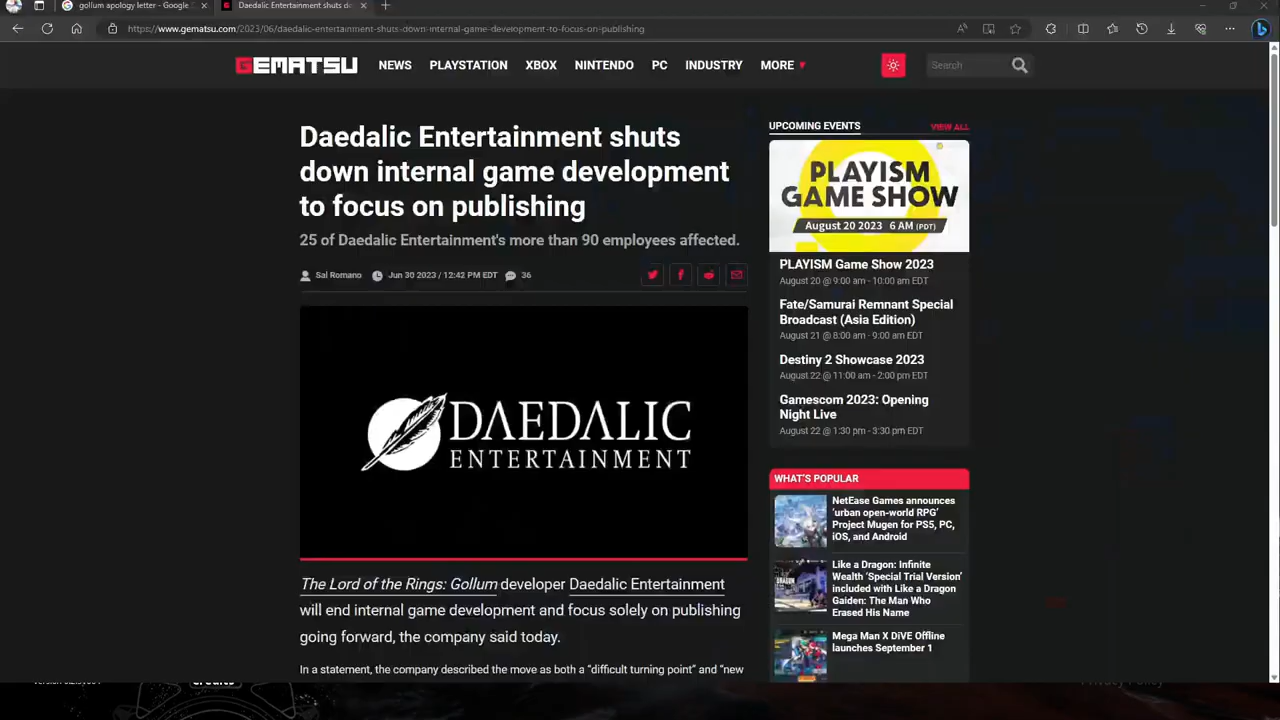 gollum apology letter - Google
Daedalic Entertainment shuts d
https://www.gematsu.com/2023/06/daedalic-entertainment-shuts-down-internal-game-development-to-focus-on-publishing
GEMATSU NEWS PLAYSTATION XBOX NINTENDO PC INDUSTRY MORE Search
Daedalic Entertainment shuts
down internal game development
to focus on publishing
25 of Daedalic Entertainment's more than 90 employees affected.
Sal Romano Jun 30 2023 / 12:42 PM EDT 36
DAEDALIC
ENTERTAINMENT
The Lord of the Rings: Gollum developer Daedalic Entertainment
will end internal game development and focus solely on publishing
going forward, the company said today.
In a statement, the company described the move as both a “difficult turning point” and “new
UPCOMING EVENTS VIEW ALL
PLAYISM
GAME SHOW
August 20 2023 6 AM (PDT)
PLAYISM Game Show 2023
August 20 @ 9:00 am - 10:00 am EDT
Fate/Samurai Remnant Special
Broadcast (Asia Edition)
August 21 @ 8:00 am - 9:00 am EDT
Destiny 2 Showcase 2023
August 22 @ 11:00 am - 2:00 pm EDT
Gamescom 2023: Opening
Night Live
August 22 @ 1:30 pm - 3:30 pm EDT
WHAT'S POPULAR
NetEase Games announces
‘urban open-world RPG’
Project Mugen for PS5, PC,
iOS, and Android
Like a Dragon: Infinite
Wealth ‘Special Trial Version’
included with Like a Dragon
Gaiden: The Man Who
Erased His Name
Mega Man X DiVE Offline
launches September 1
Credits
Privacy Policy